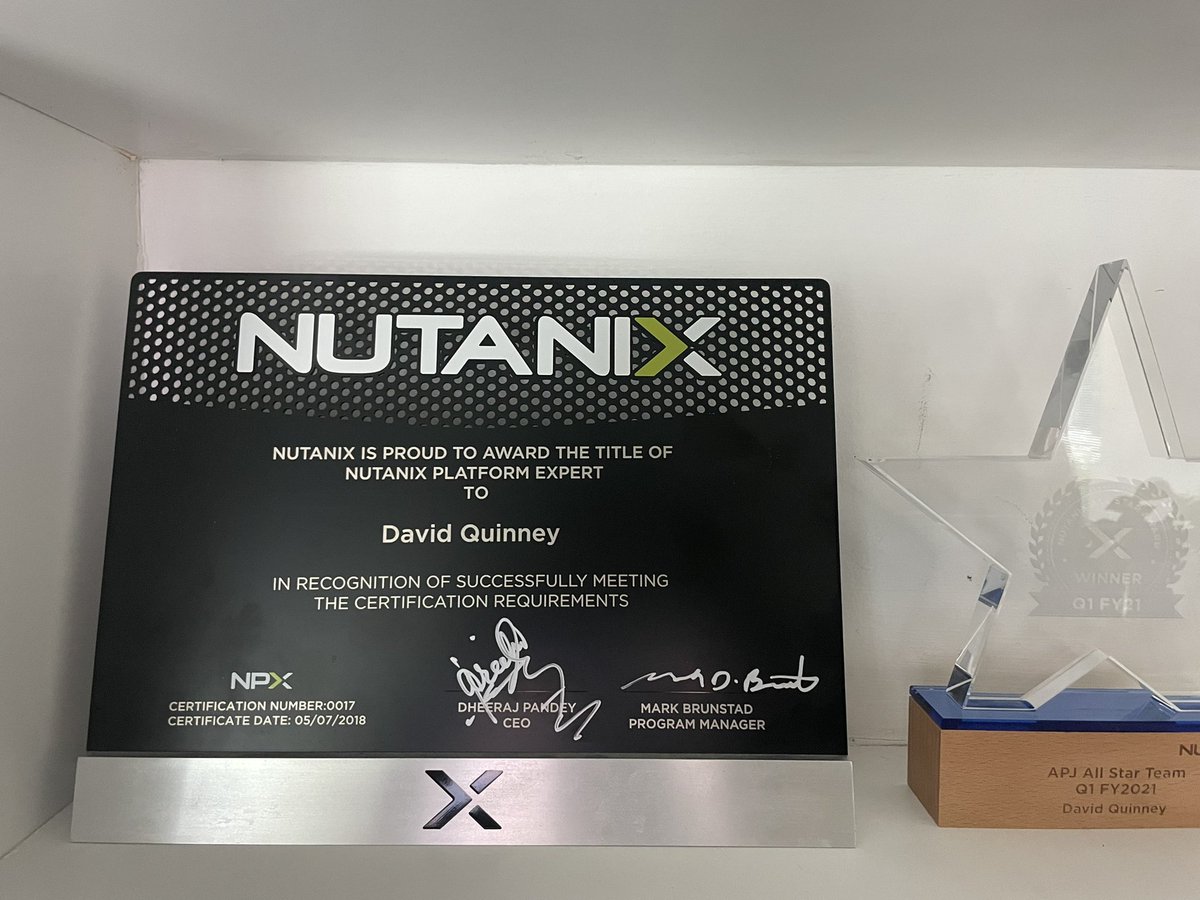 NUTANIX
NUTANIX IS PROUD TO AWARD THE TITLE OF
NUTANIX PLATFORM EXPERT
TO
David Quinney
IN RECOGNITION OF SUCCESSFULLY MEETING
THE CERTIFICATION REQUIREMENTS
NPX
CERTIFICATION NUMBER:0017
CERTIFICATE DATE: 05/07/2018
DHEERAJ PANDEY
CEO
MARK BRUNSTAD
PROGRAM MANAGER
X
X
WINNER
Q1 FY21
NU
APJ All Star Team
Q1 FY2021
David Quinney